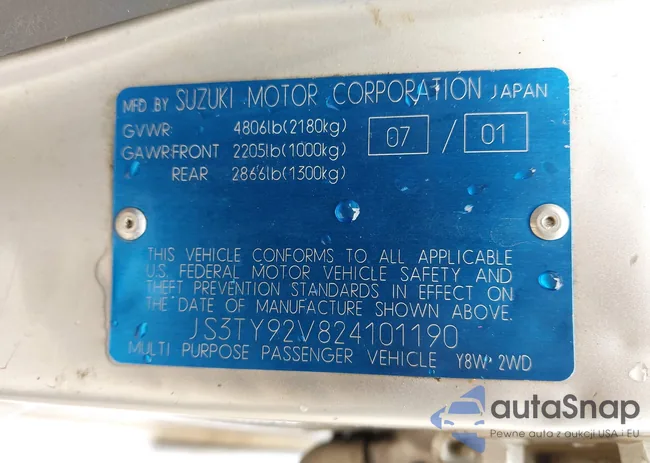 MFD. BY SUZUKI MOTOR CORPORATION JAPAN
GVWR: 4806lb(2180kg) 07 / 01
GAWR:FRONT 2205lb(1000kg)
REAR 2866lb(1300kg)
THIS VEHICLE CONFORMS TO ALL APPLICABLE
U.S. FEDERAL MOTOR VEHICLE SAFETY AND
THEFT PREVENTION STANDARDS IN EFFECT ON
THE DATE OF MANUFACTURE SHOWN ABOVE.
JS3TY92V824101190
MULTI PURPOSE PASSENGER VEHICLE Y8W 2WD
autaSnap
Pewne auta z aukcji USA i EU